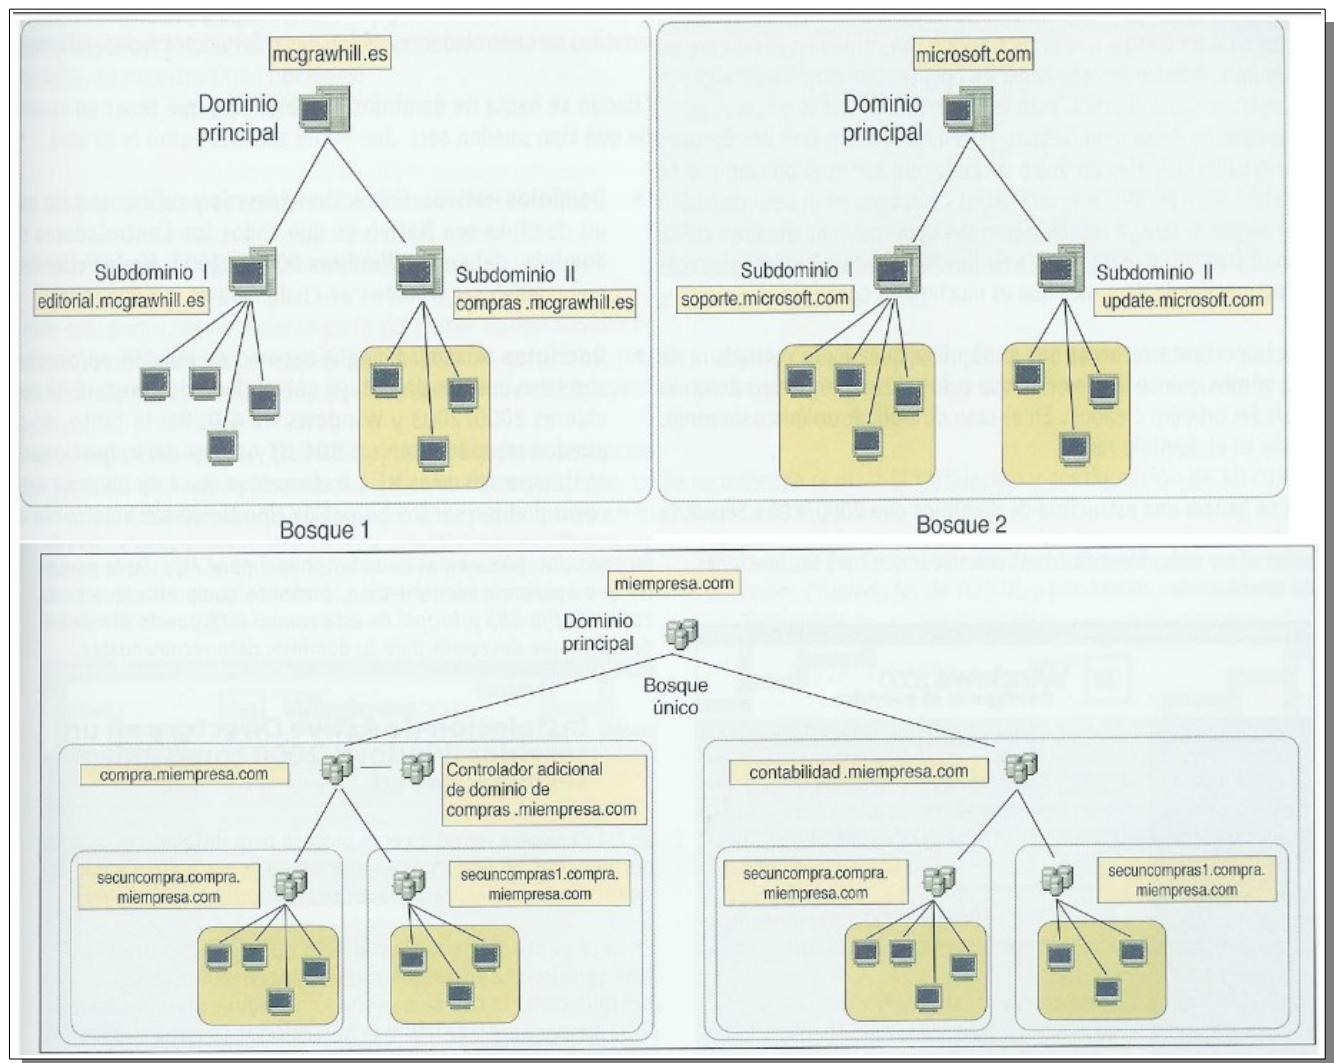 mcgrawhill.es
Dominio
principal
Subdominio I
editorial.mcgrawhill.es
Subdominio II
compras.mcgrawhill.es
Bosque 1
microsoft.com
Dominio
principal
Subdominio I
soporte.microsoft.com
Subdominio II
update.microsoft.com
Bosque 2
miempresa.com
Dominio
principal
Bosque
único
compra.miempresa.com
Controlador adicional
de dominio de
compras .miempresa.com
contabilidad .miempresa.com
secuncompra.compra.
miempresa.com
secuncompras1.compra.
miempresa.com
secuncompra.compra.
miempresa.com
secuncompras1.compra.
miempresa.com